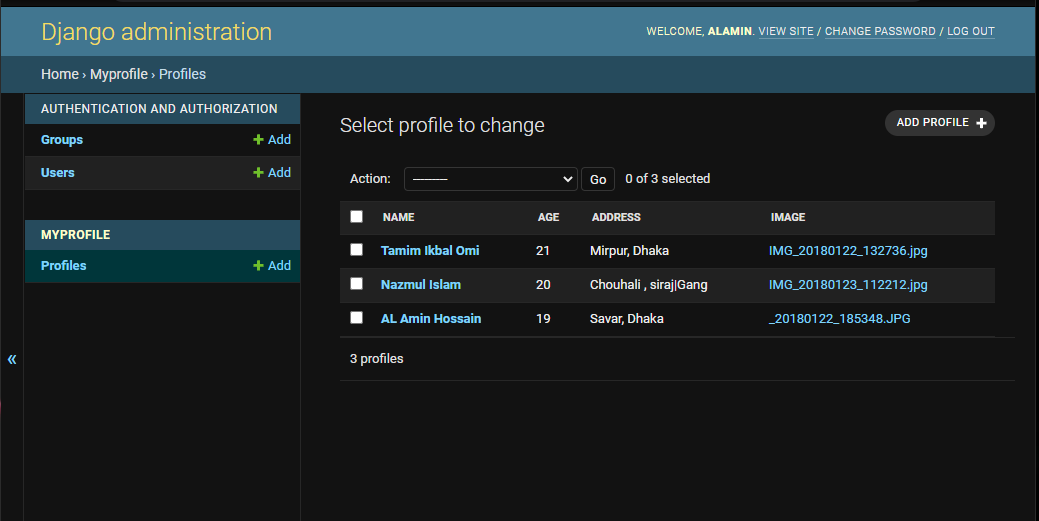 Django administration
WELCOME, ALAMIN. VIEW SITE / CHANGE PASSWORD / LOG OUT
Home › Myprofile › Profiles
AUTHENTICATION AND AUTHORIZATION
Groups + Add
Users + Add
MYPROFILE
Profiles + Add
«
Select profile to change
ADD PROFILE +
Action: --------- Go 0 of 3 selected
NAME AGE ADDRESS IMAGE
Tamim Ikbal Omi 21 Mirpur, Dhaka IMG_20180122_132736.jpg
Nazmul Islam 20 Chouhali , siraj|Gang IMG_20180123_112212.jpg
AL Amin Hossain 19 Savar, Dhaka _20180122_185348.JPG
3 profiles